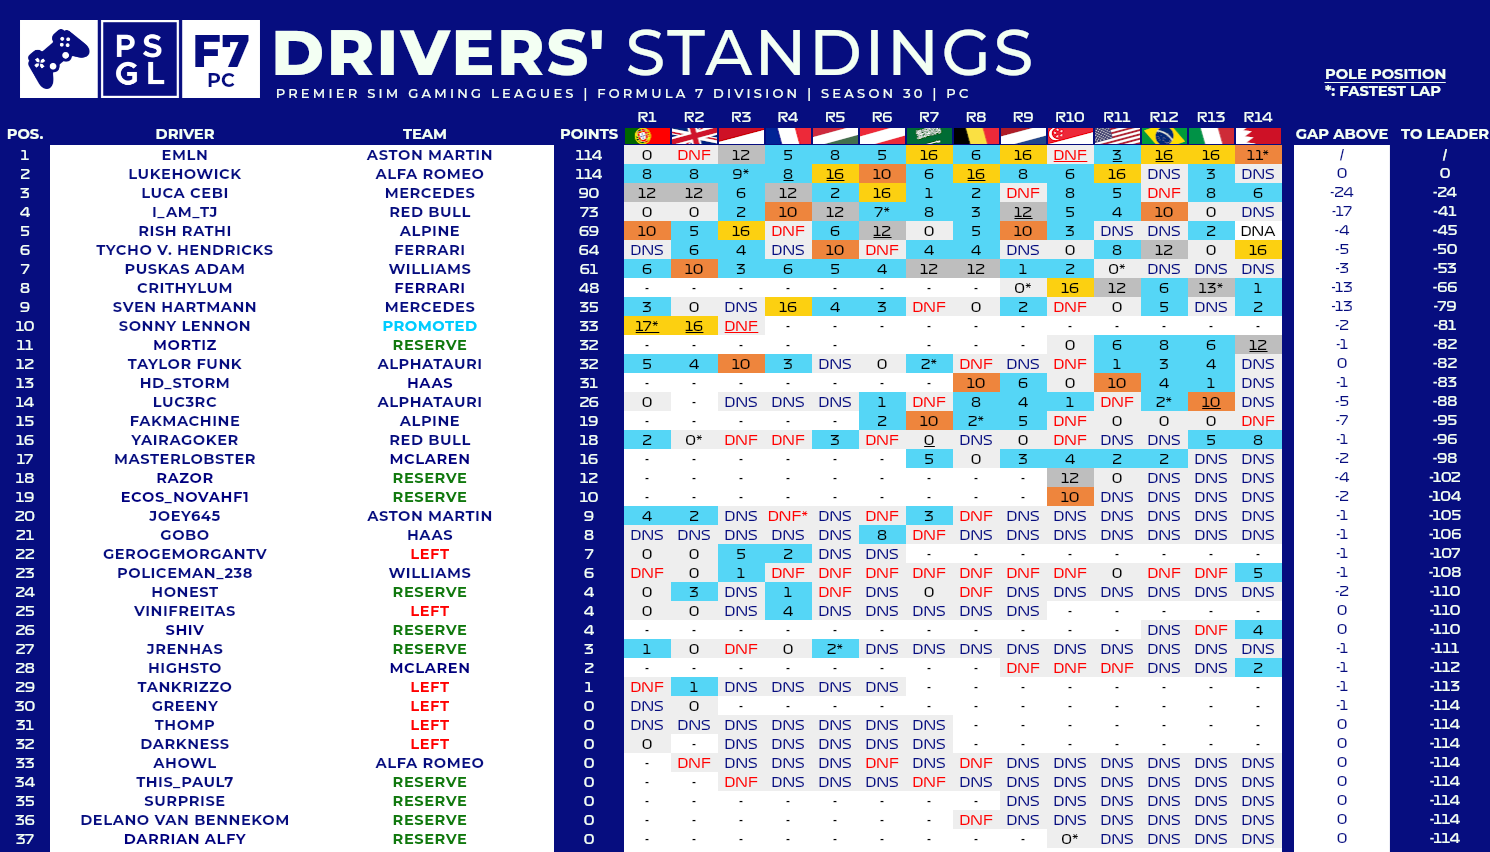 PS GL F7 PC DRIVERS' STANDINGS
PREMIER SIM GAMING LEAGUES | FORMULA 7 DIVISION | SEASON 30 | PC
POLE POSITION
*: FASTEST LAP
R1 R2 R3 R4 R5 R6 R7 R8 R9 R10 R11 R12 R13 R14
POS. DRIVER TEAM POINTS GAP ABOVE TO LEADER
1 EMLN ASTON MARTIN 114 0 DNF 12 5 8 5 16 6 16 DNF 3 16 16 11* / /
2 LUKEHOWICK ALFA ROMEO 114 8 8 9* 8 16 10 6 16 8 6 16 DNS 3 DNS 0 0
3 LUCA CEBI MERCEDES 90 12 12 6 12 2 16 1 2 DNF 8 5 DNF 8 6 -24 -24
4 I_AM_TJ RED BULL 73 0 0 2 10 12 7* 8 3 12 5 4 10 0 DNS -17 -41
5 RISH RATHI ALPINE 69 10 5 16 DNF 6 12 0 5 10 3 DNS DNS 2 DNA -4 -45
6 TYCHO V. HENDRICKS FERRARI 64 DNS 6 4 DNS 10 DNF 4 4 DNS 0 8 12 0 16 -5 -50
7 PUSKAS ADAM WILLIAMS 61 6 10 3 6 5 4 12 12 1 2 0* DNS DNS DNS -3 -53
8 CRITHYLUM FERRARI 48 - - - - - - - - 0* 16 12 6 13* 1 -13 -66
9 SVEN HARTMANN MERCEDES 35 3 0 DNS 16 4 3 DNF 0 2 DNF 0 5 DNS 2 -13 -79
10 SONNY LENNON PROMOTED 33 17* 16 DNF - - - - - - - - - - - -2 -81
11 MORTIZ RESERVE 32 - - - - - - - - - 0 6 8 6 12 -1 -82
12 TAYLOR FUNK ALPHATAURI 32 5 4 10 3 DNS 0 2* DNF DNS DNF 1 3 4 DNS 0 -82
13 HD_STORM HAAS 31 - - - - - - - 10 6 0 10 4 1 DNS -1 -83
14 LUC3RC ALPHATAURI 26 0 - DNS DNS DNS 1 DNF 8 4 1 DNF 2* 10 DNS -5 -88
15 FAKMACHINE ALPINE 19 - - - - - 2 10 2* 5 DNF 0 0 0 DNF -7 -95
16 YAIRAGOKER RED BULL 18 2 0* DNF DNF 3 DNF 0 DNS 0 DNF DNS DNS 5 8 -1 -96
17 MASTERLOBSTER MCLAREN 16 - - - - - - 5 0 3 4 2 2 DNS DNS -2 -98
18 RAZOR RESERVE 12 - - - - - - - - - 12 0 DNS DNS DNS -4 -102
19 ECOS_NOVAHF1 RESERVE 10 - - - - - - - - - 10 DNS DNS DNS DNS -2 -104
20 JOEY645 ASTON MARTIN 9 4 2 DNS DNF* DNS DNF 3 DNF DNS DNS DNS DNS DNS DNS -1 -105
21 GOBO HAAS 8 DNS DNS DNS DNS DNS 8 DNF DNS DNS DNS DNS DNS DNS DNS -1 -106
22 GEROGEMORGANTV LEFT 7 0 0 5 2 DNS DNS - - - - - - - - -1 -107
23 POLICEMAN_238 WILLIAMS 6 DNF 0 1 DNF DNF DNF DNF DNF DNF DNF 0 DNF DNF 5 -1 -108
24 HONEST RESERVE 4 0 3 DNS 1 DNF DNS 0 DNF DNS DNS DNS DNS DNS DNS -2 -110
25 VINIFREITAS LEFT 4 0 0 DNS 4 DNS DNS DNS DNS DNS - - - - - 0 -110
26 SHIV RESERVE 4 - - - - - - - - - - - DNS DNF 4 0 -110
27 JRENHAS RESERVE 3 1 0 DNF 0 2* DNS DNS DNS DNS DNS DNS DNS DNS DNS -1 -111
28 HIGHSTO MCLAREN 2 - - - - - - - - DNF DNF DNF DNS DNS 2 -1 -112
29 TANKRIZZO LEFT 1 DNF 1 DNS DNS DNS DNS - - - - - - - - -1 -113
30 GREENY LEFT 0 DNS 0 - - - - - - - - - - - - -1 -114
31 THOMP LEFT 0 DNS DNS DNS DNS DNS DNS DNS - - - - - - - 0 -114
32 DARKNESS LEFT 0 0 - DNS DNS DNS DNS DNS - - - - - - - 0 -114
33 AHOWL ALFA ROMEO 0 - DNF DNS DNS DNS DNF DNS DNF DNS DNS DNS DNS DNS DNS 0 -114
34 THIS_PAUL7 RESERVE 0 - - DNF DNS DNS DNS DNF DNS DNS DNS DNS DNS DNS DNS 0 -114
35 SURPRISE RESERVE 0 - - - - - - - - DNS DNS DNS DNS DNS DNS 0 -114
36 DELANO VAN BENNEKOM RESERVE 0 - - - - - - - DNF DNS DNS DNS DNS DNS DNS 0 -114
37 DARRIAN ALFY RESERVE 0 - - - - - - - - - 0* DNS DNS DNS DNS 0 -114